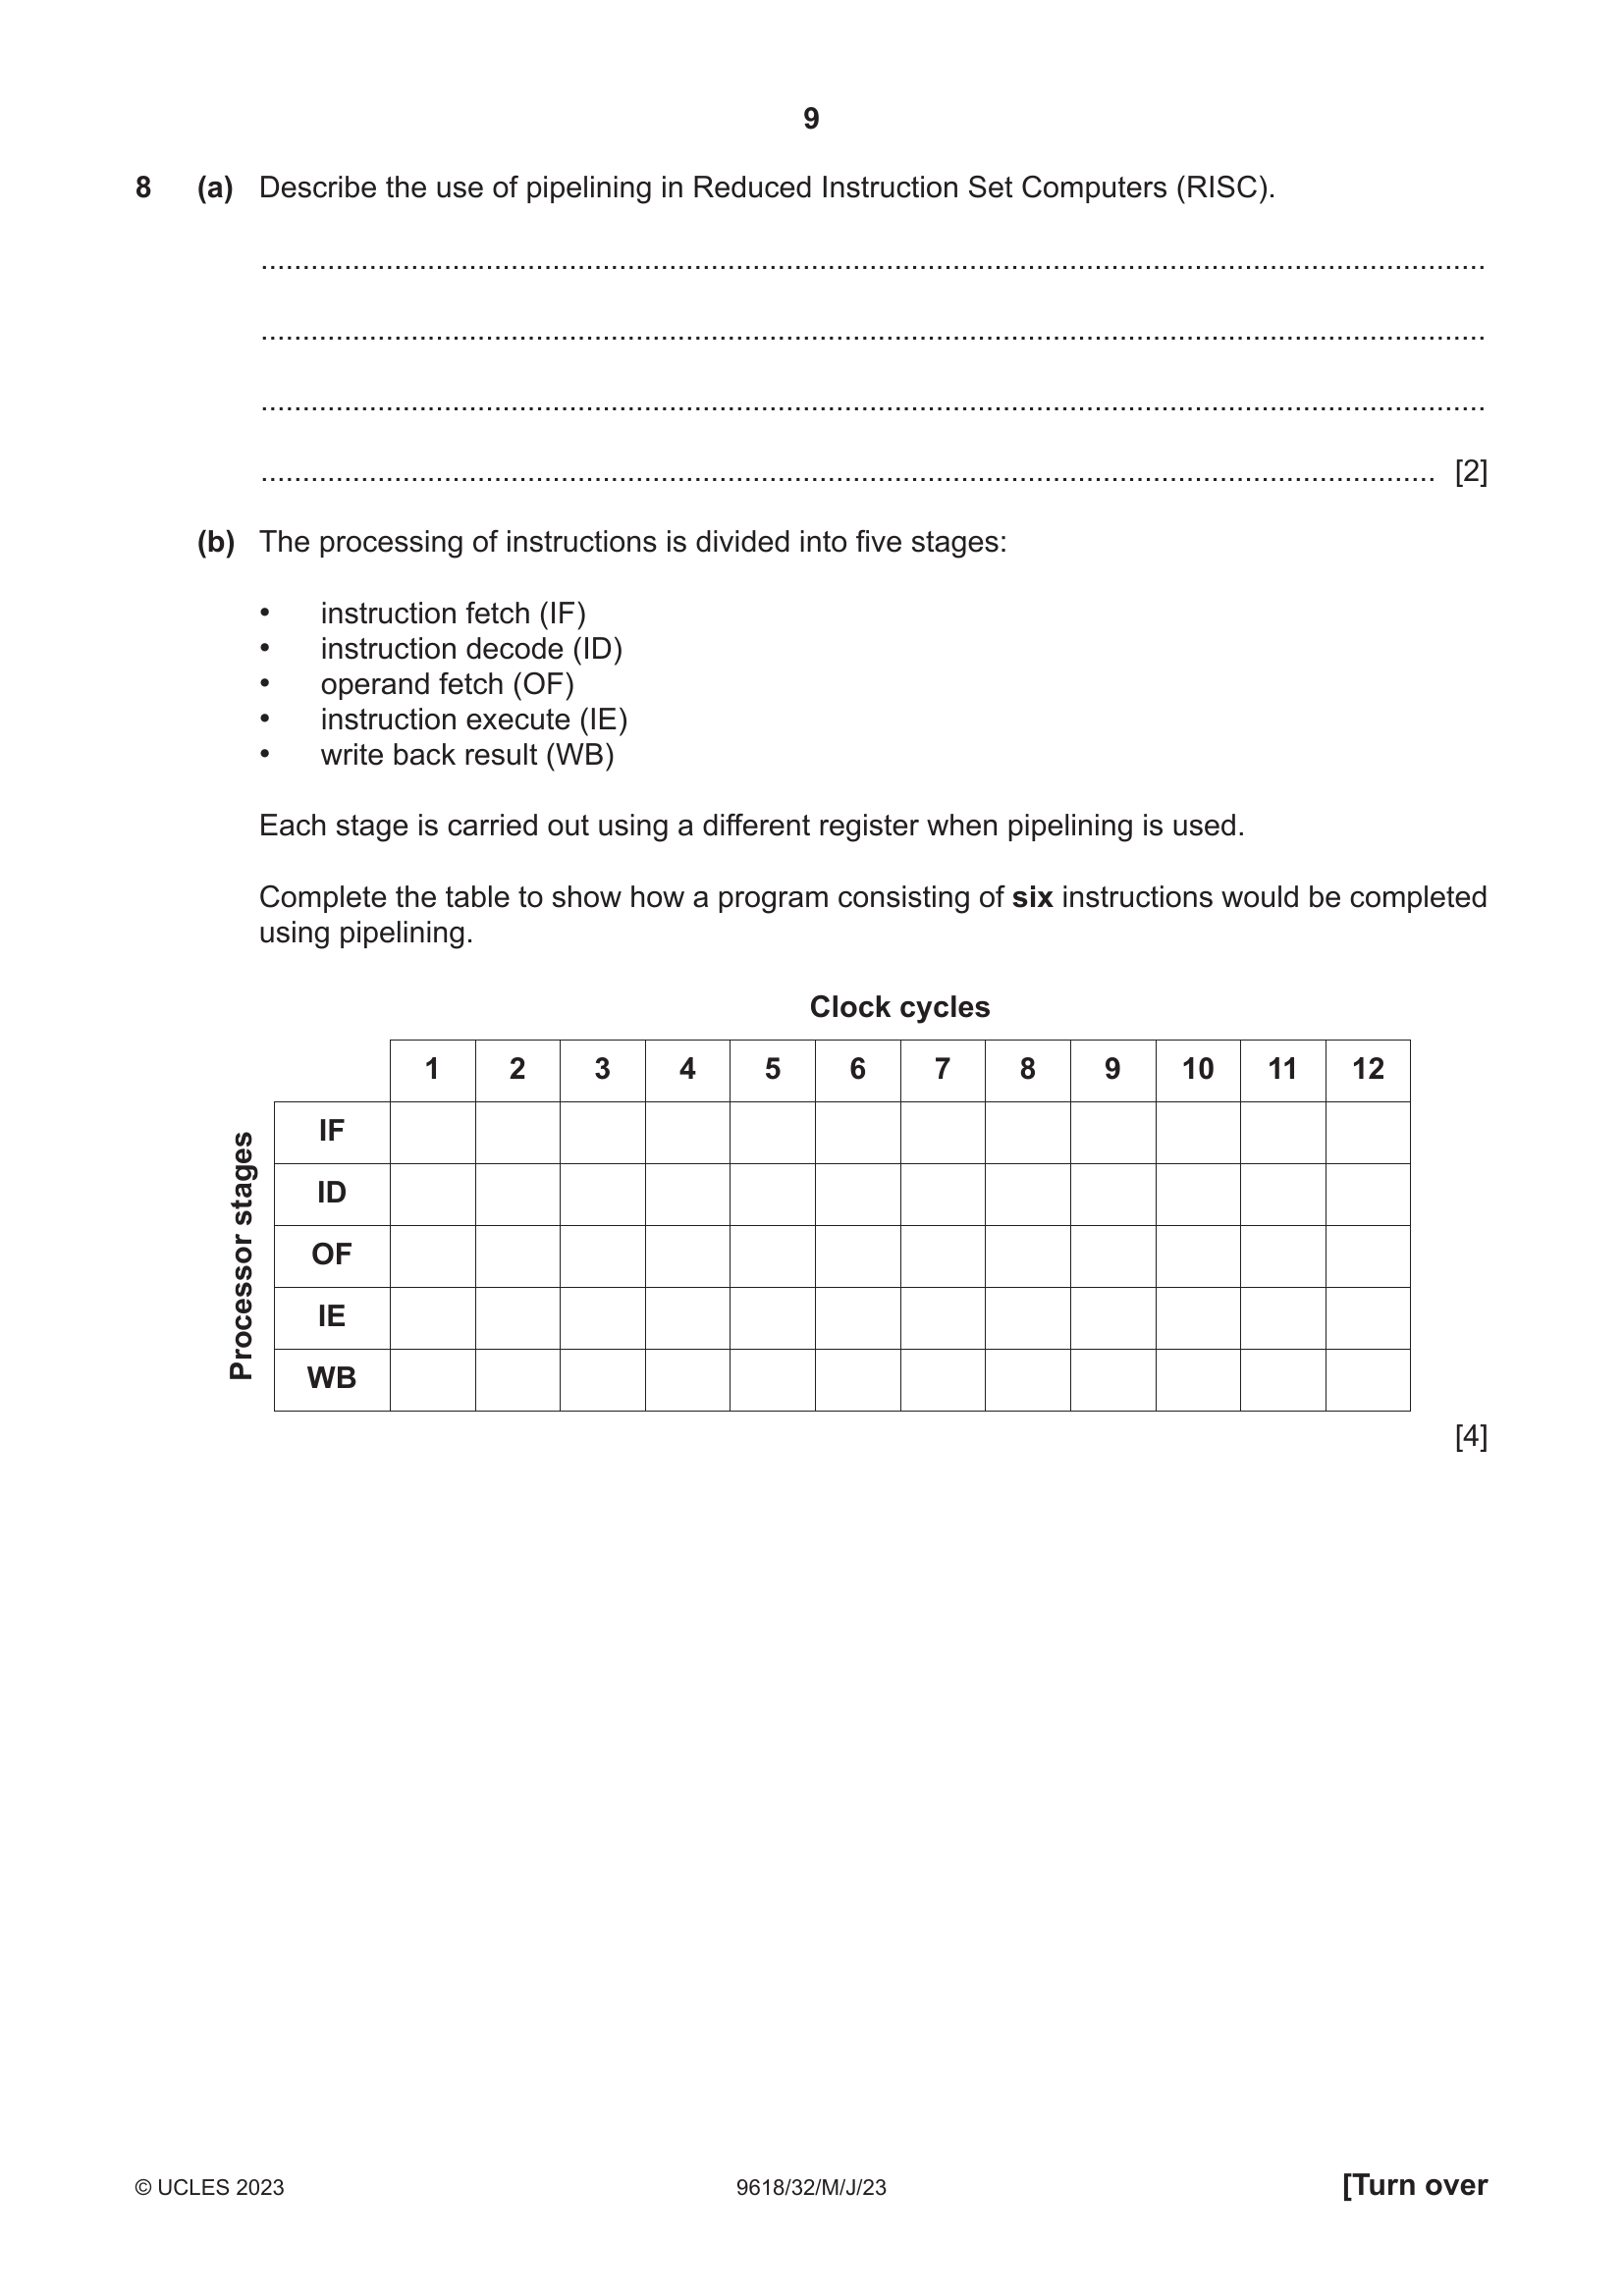 9
8 (a) Describe the use of pipelining in Reduced Instruction Set Computers (RISC).
..........................................................................................................................................
..........................................................................................................................................
..........................................................................................................................................
.................................................................................................................................... [2]
(b) The processing of instructions is divided into five stages:
• instruction fetch (IF)
• instruction decode (ID)
• operand fetch (OF)
• instruction execute (IE)
• write back result (WB)
Each stage is carried out using a different register when pipelining is used.
Complete the table to show how a program consisting of six instructions would be completed
using pipelining.
Clock cycles
1 2 3 4 5 6 7 8 9 10 11 12
Processor stages
IF
ID
OF
IE
WB
[4]
© UCLES 2023 9618/32/M/J/23 [Turn over